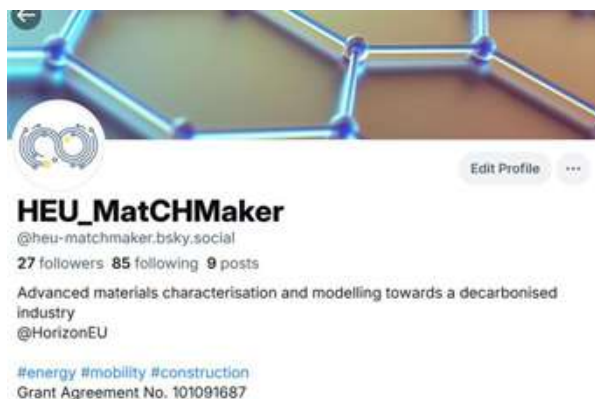 Edit Profile
HEU_MatCHMaker
@heu-matchmaker.bsky.social
27 followers 85 following 9 posts
Advanced materials characterisation and modelling towards a decarbonised
industry
@HorizonEU
#energy #mobility #construction
Grant Agreement No. 101091687